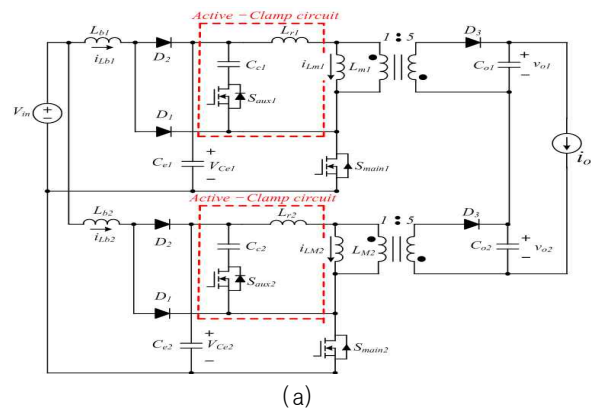 Active - Clamp circuit
L_b1
D_2
L_r1
1 : 5
D_3
i_Lb1
C_c1
i_Lm1
L_m1
C_o1
+
v_o1
−
S_aux1
V_in
+
−
D_1
C_e1
+
V_Ce1
−
S_main1
i_o
Active - Clamp circuit
L_b2
D_2
L_r2
1 : 5
D_3
i_Lb2
C_c2
i_LM2
L_M2
C_o2
+
v_o2
−
S_aux2
D_1
C_e2
+
V_Ce2
−
S_main2
(a)